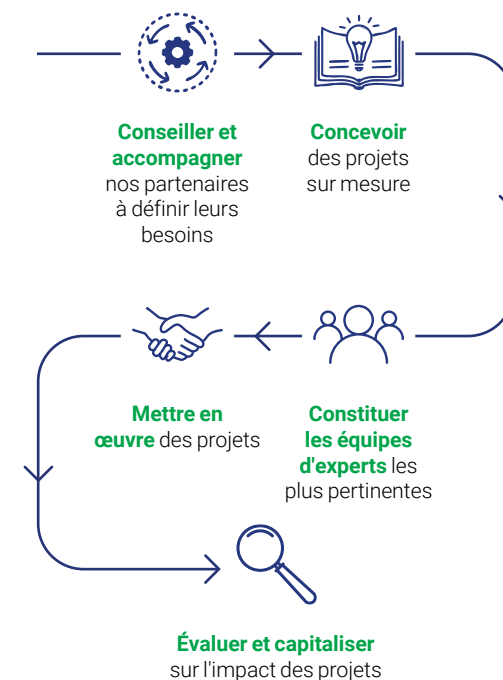 Conseiller et
accompagner
nos partenaires
à définir leurs
besoins
Concevoir
des projets
sur mesure
Constituer
les équipes
d'experts les
plus pertinentes
Mettre en
œuvre des projets
Évaluer et capitaliser
sur l'impact des projets